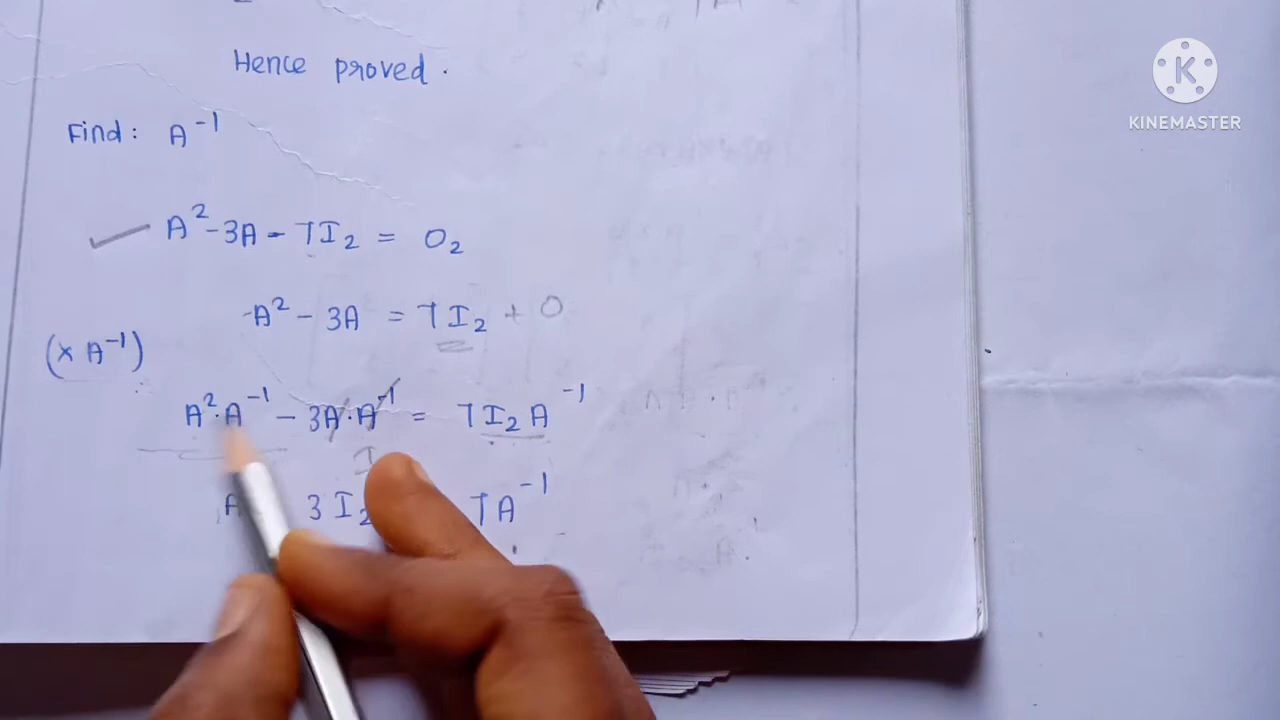 Hence proved.
KINEMASTER
Find: A⁻¹
A² - 3A - 7I₂ = O₂
A² - 3A = 7I₂ + O
(× A⁻¹)
A²·A⁻¹ - 3A·A⁻¹ = 7I₂A⁻¹
I
A 3I₂ 7A⁻¹